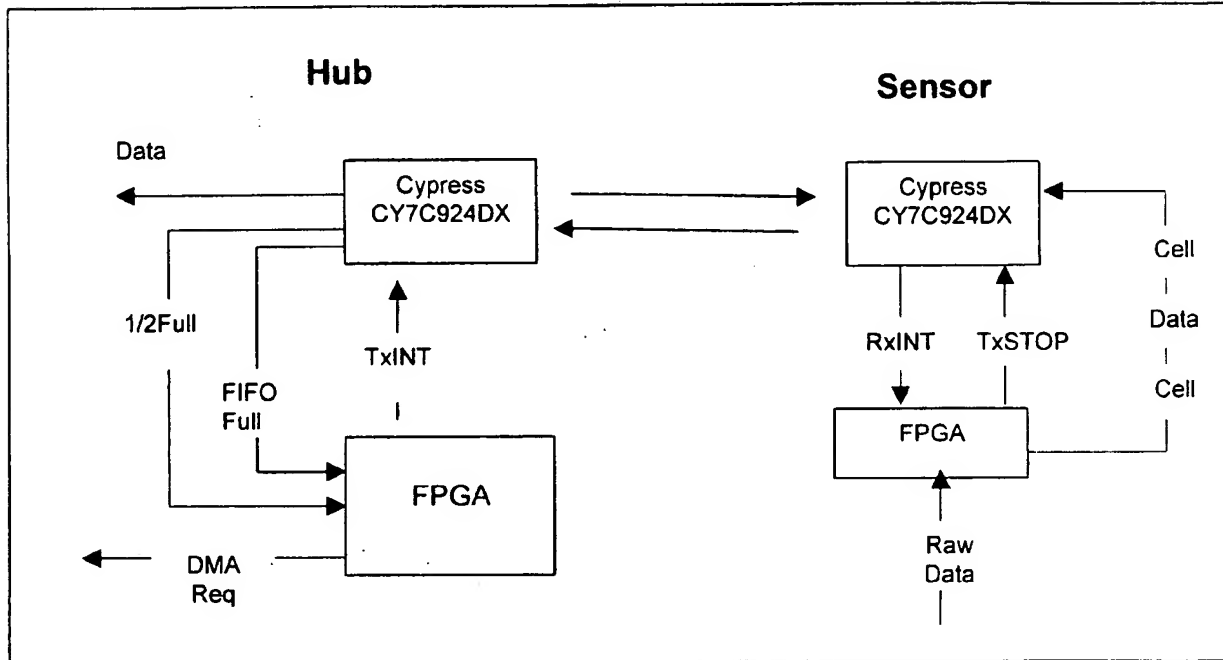 Hub
Sensor
Data
Cypress
CY7C924DX
Cypress
CY7C924DX
Cell
Data
Cell
1/2Full
FIFO
Full
TxINT
RxINT
TxSTOP
FPGA
FPGA
DMA
Req
Raw
Data